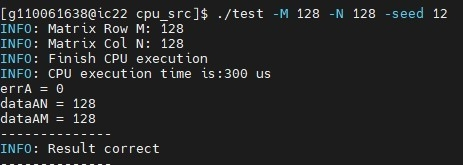 [g110061638@ic22 cpu_src]$ ./test -M 128 -N 128 -seed 12
INFO: Matrix Row M: 128
INFO: Matrix Col N: 128
INFO: Finish CPU execution
INFO: CPU execution time is:300 us
errA = 0
dataAN = 128
dataAM = 128
--------------
INFO: Result correct
--------------